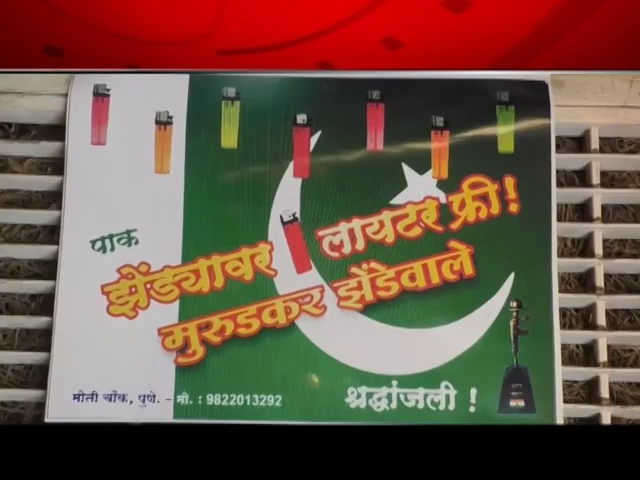 पाक
झेंड्यावर लायटर फ्री!
मुरुडकर झेंडेवाले
मोती चौक, पुणे. - मो. : 9822013292
श्रद्धांजली !